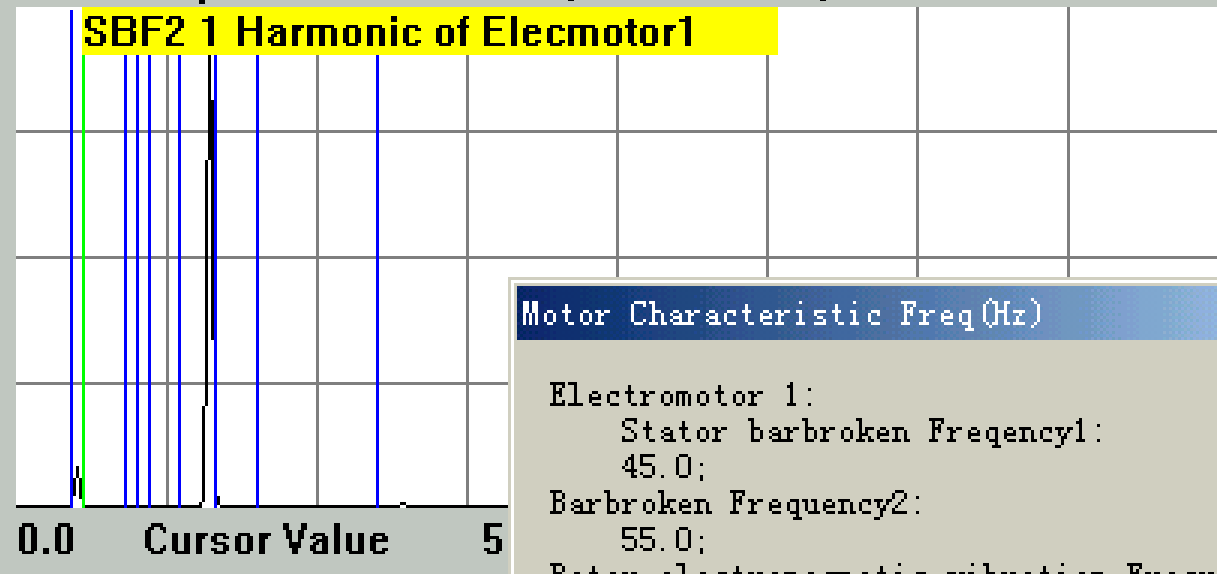 SBF2 1 Harmonic of Elecmotor1
Motor Characteristic Freq(Hz)
Electromotor 1:
Stator barbroken Freqency1:
45.0;
Barbroken Frequency2:
55.0;
0.0 Cursor Value 5